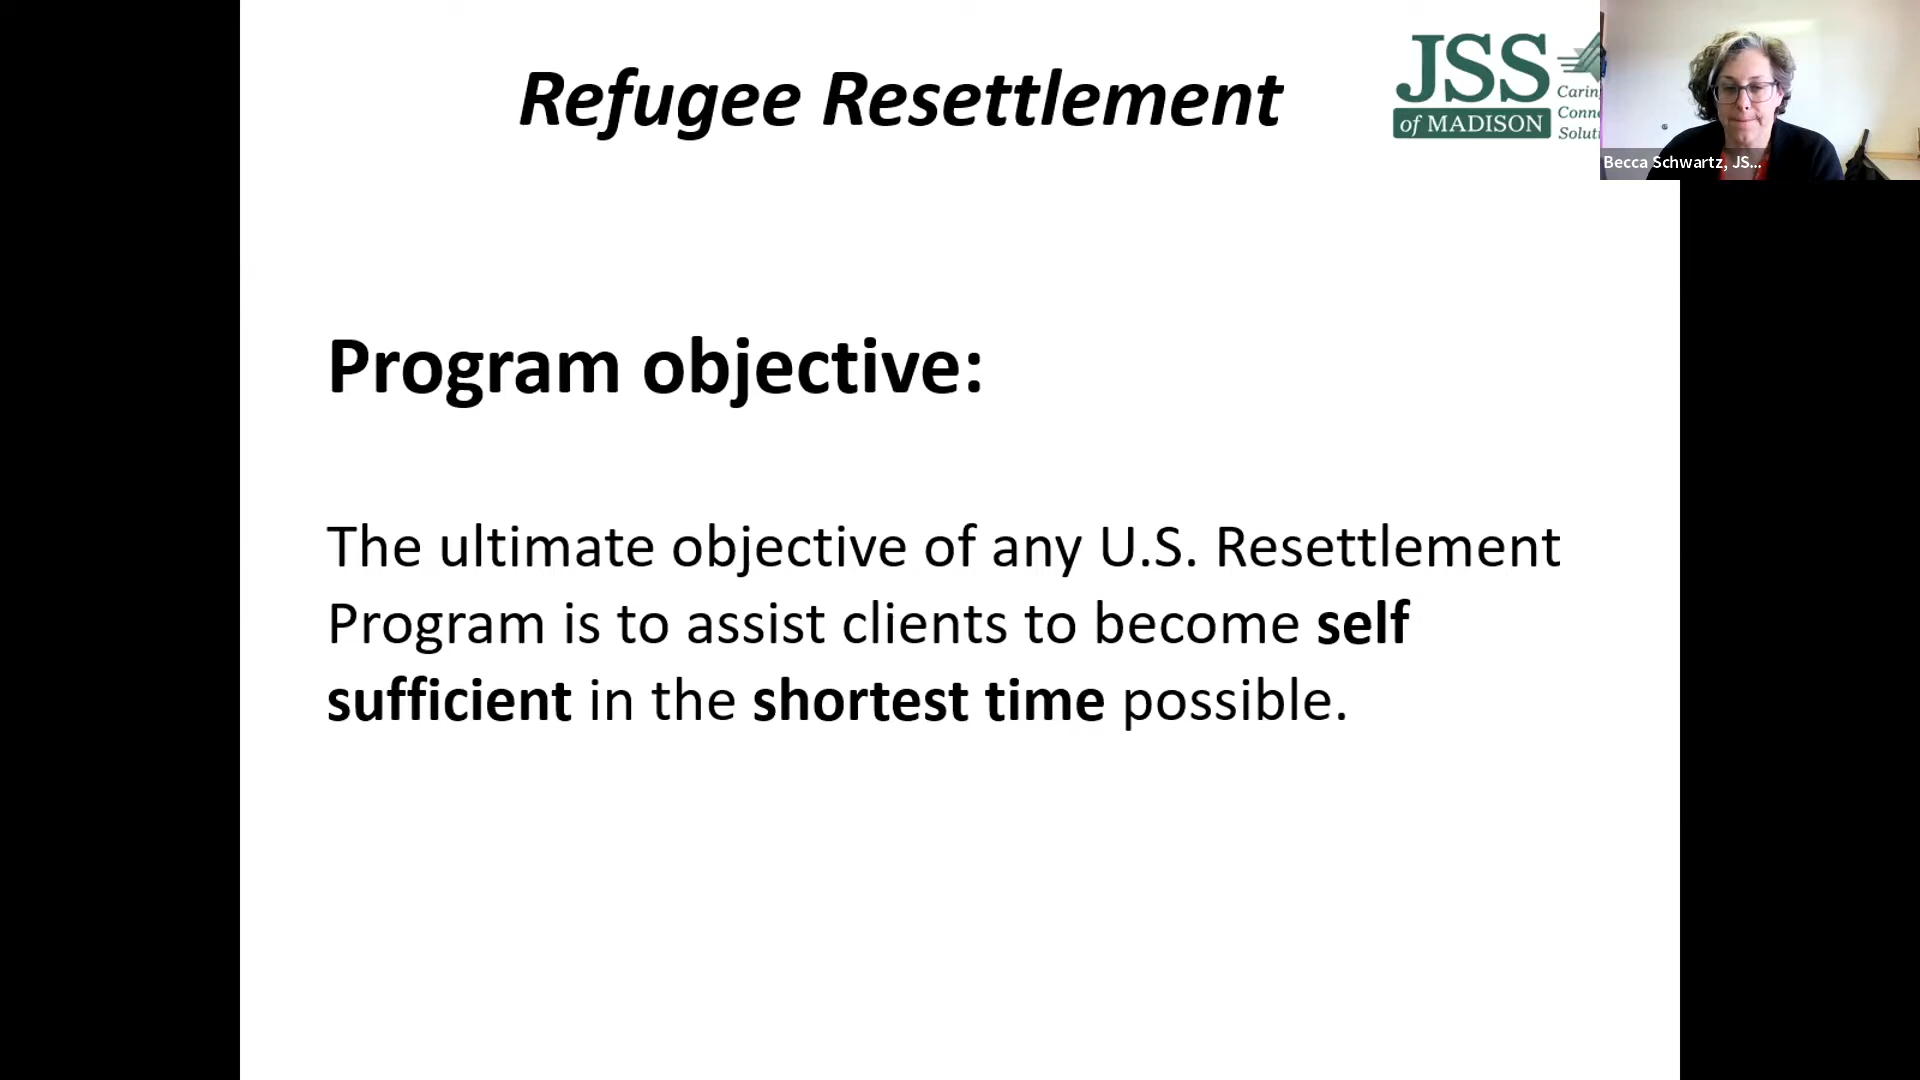 Refugee Resettlement
JSS
of MADISON
Becca Schwartz, JS...
Program objective:
The ultimate objective of any U.S. Resettlement
Program is to assist clients to become self
sufficient in the shortest time possible.